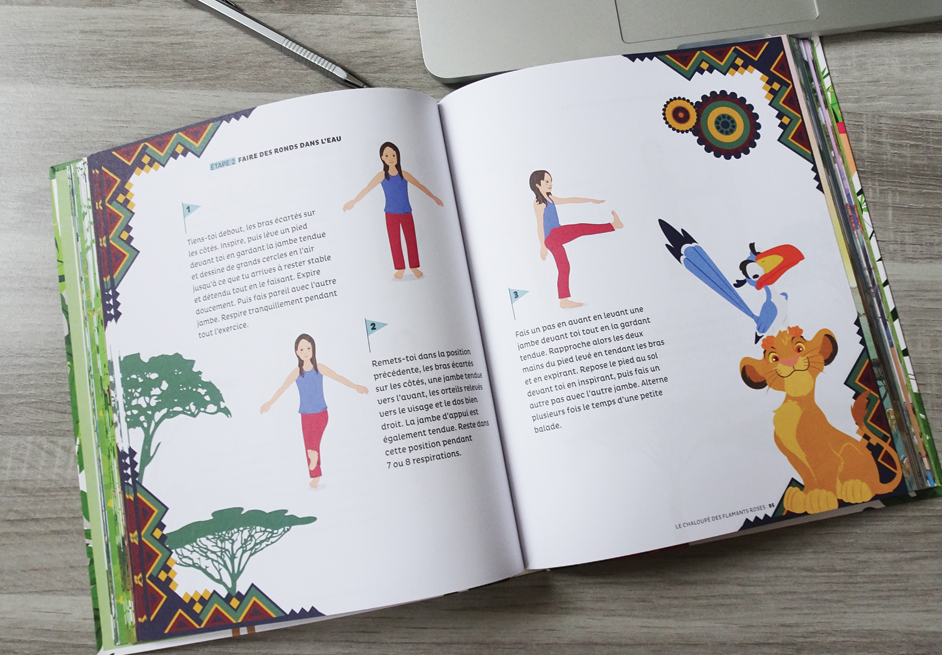 ÉTAPE 2 FAIRE DES RONDS DANS L'EAU
1
Tiens-toi debout, les bras écartés sur
les côtés. Inspire, puis lève un pied
devant toi en gardant la jambe tendue
et dessine de grands cercles en l'air
jusqu'à ce que tu arrives à rester stable
et détendu tout en le faisant. Expire
doucement. Puis fais pareil avec l'autre
jambe. Respire tranquillement pendant
tout l'exercice.
2
Remets-toi dans la position
précédente, les bras écartés
sur les côtés, une jambe tendue
vers l'avant, les orteils relevés
vers le visage et le dos bien
droit. La jambe d'appui est
également tendue. Reste dans
cette position pendant
7 ou 8 respirations.
3
Fais un pas en avant en levant une
jambe devant toi tout en la gardant
tendue. Rapproche alors les deux
mains du pied levé en tendant les bras
et en expirant. Repose le pied au sol
devant toi en inspirant, puis fais un
autre pas avec l'autre jambe. Alterne
plusieurs fois le temps d'une petite
balade.
LE CHALOUPÉ DES FLAMANTS ROSES